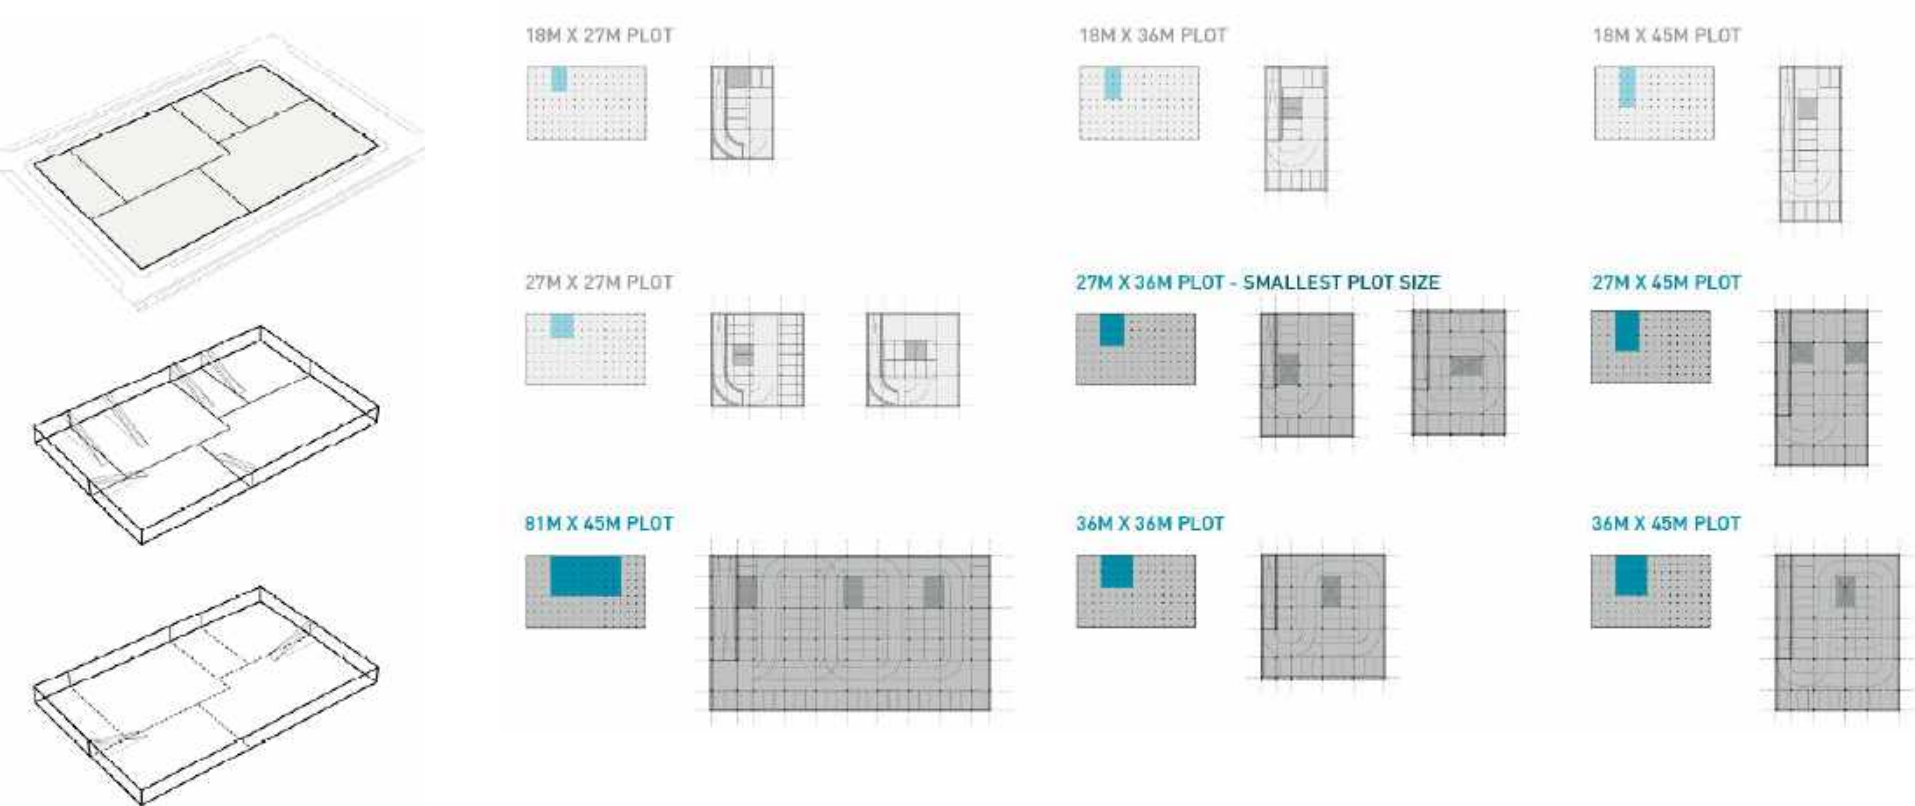 18M X 27M PLOT
18M X 36M PLOT
18M X 45M PLOT
27M X 27M PLOT
27M X 36M PLOT - SMALLEST PLOT SIZE
27M X 45M PLOT
81M X 45M PLOT
36M X 36M PLOT
36M X 45M PLOT